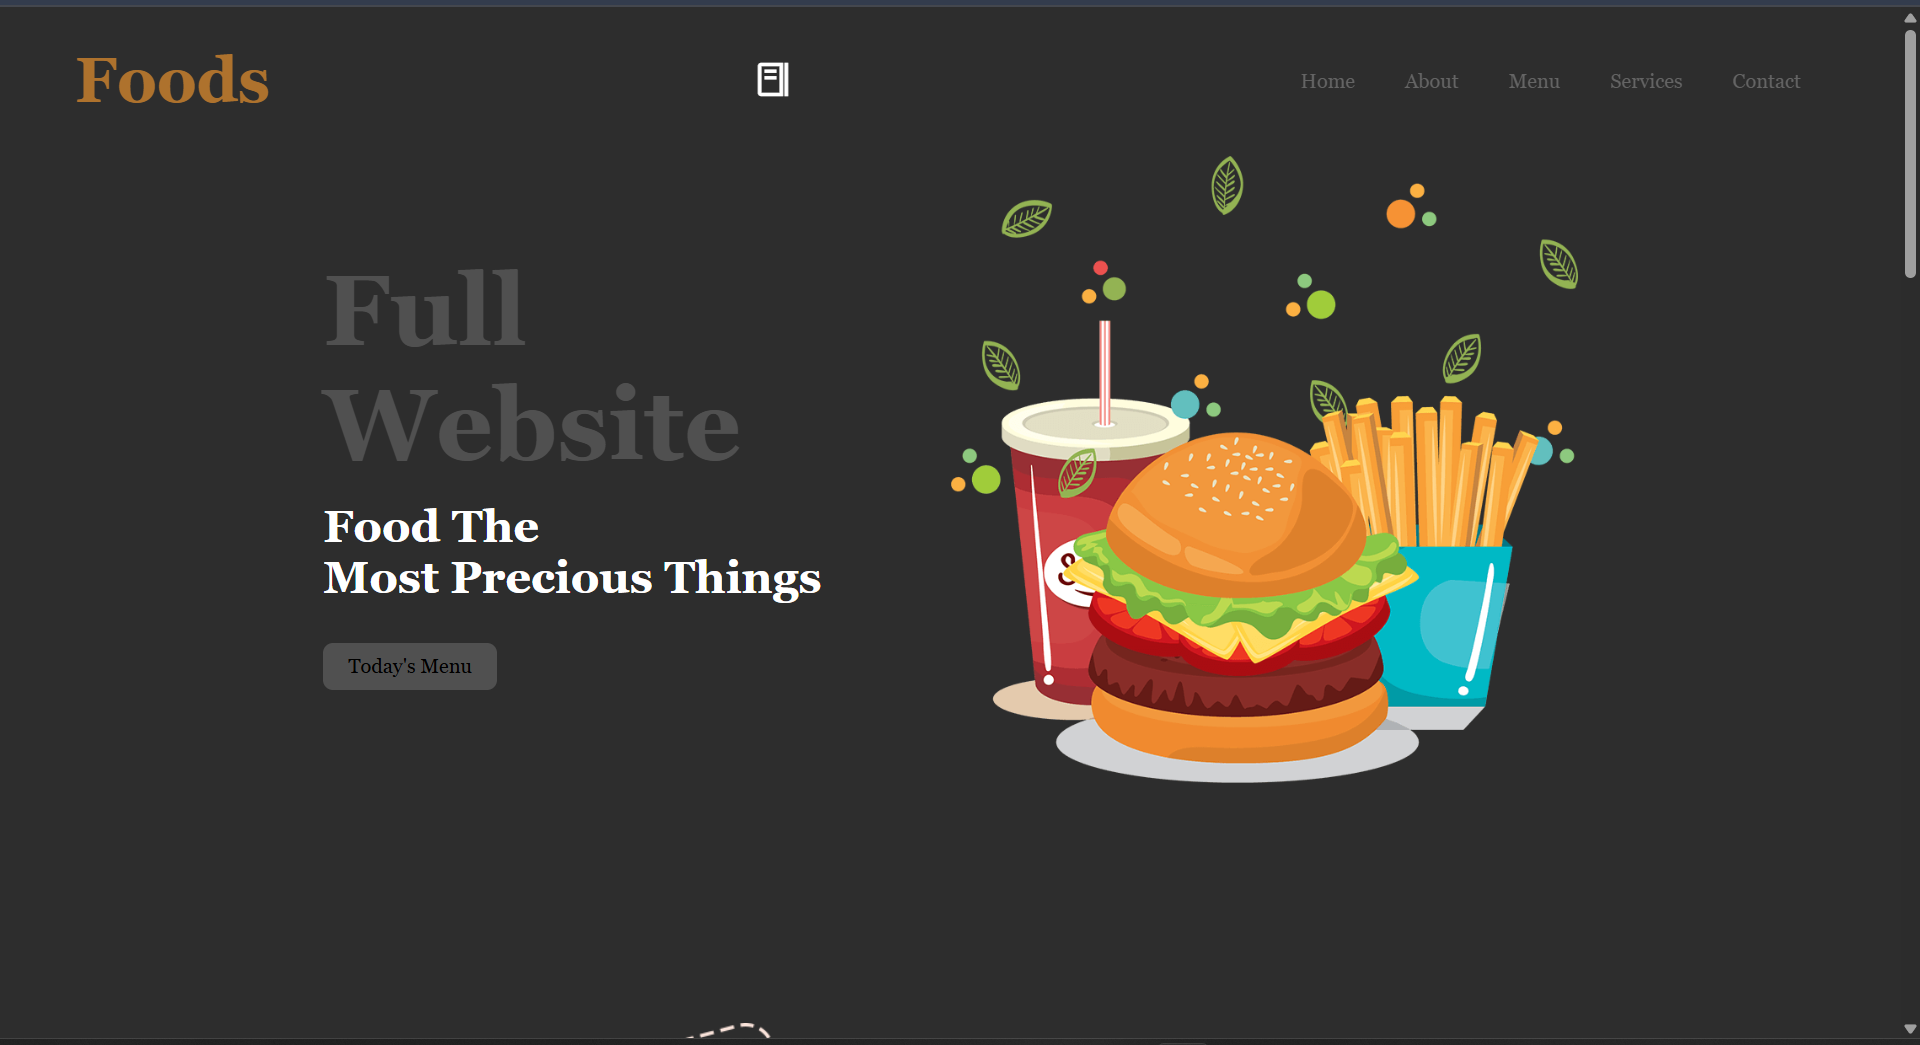 Foods
Home About Menu Services Contact
Full
Website
Food The
Most Precious Things
Today's Menu